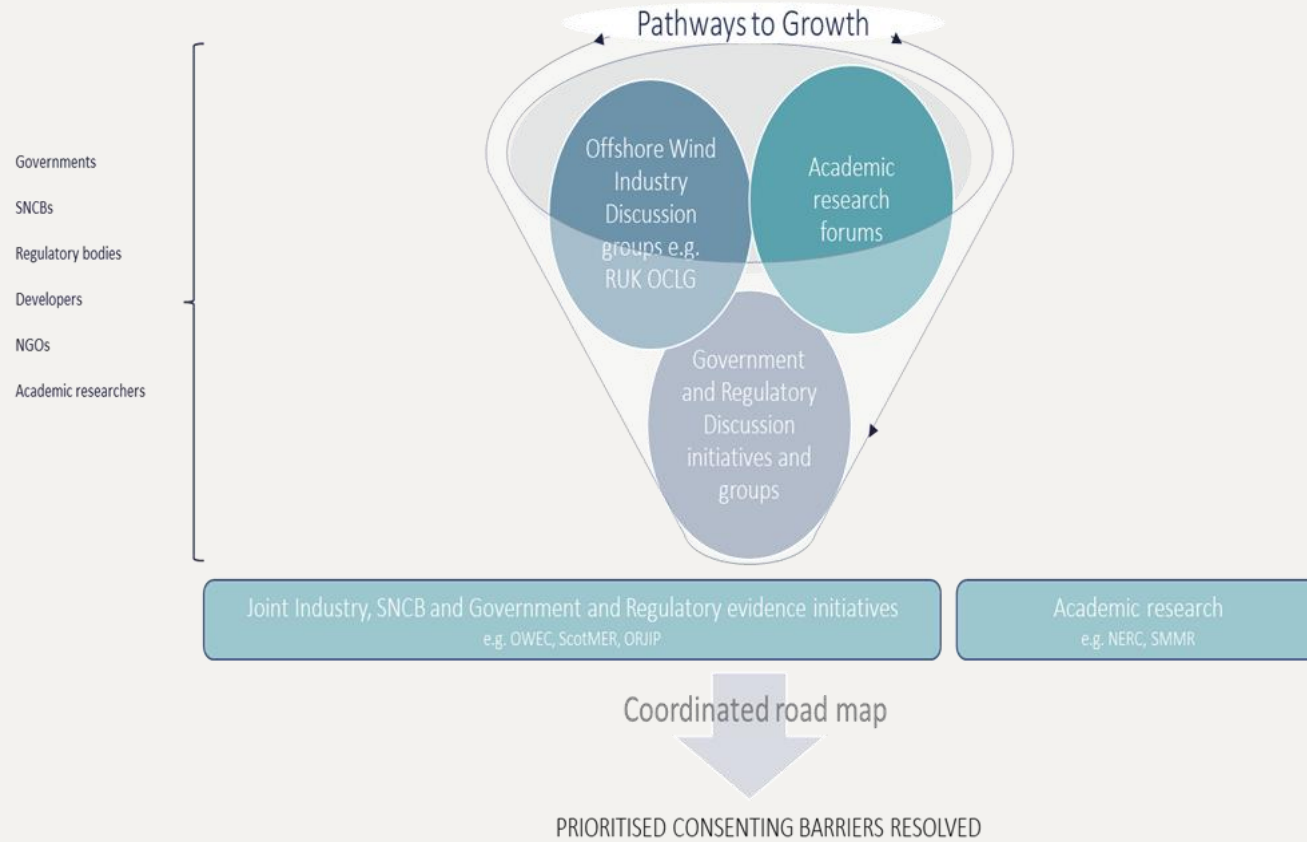 Pathways to Growth
Governments
SNCBs
Regulatory bodies
Developers
NGOs
Academic researchers
Offshore Wind
Industry
Discussion
groups e.g.
RUK OCLG
Academic
research
forums
Government
and Regulatory
Discussion
initiatives and
groups
Joint Industry, SNCB and Government and Regulatory evidence initiatives
e.g. OWEC, ScotMER, ORJIP
Academic research
e.g. NERC, SMMR
Coordinated road map
PRIORITISED CONSENTING BARRIERS RESOLVED